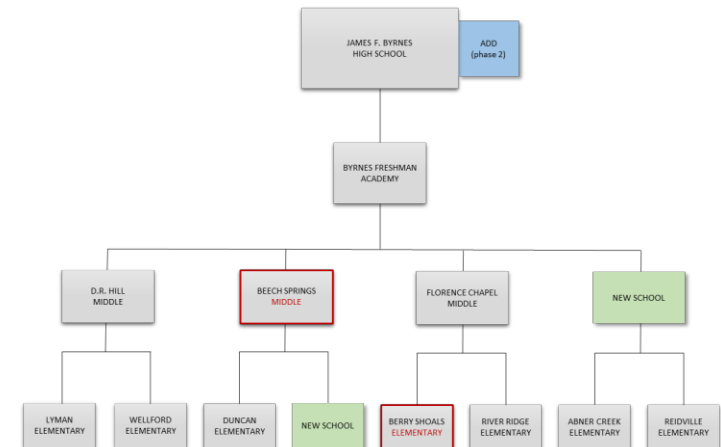 JAMES F. BYRNES
HIGH SCHOOL
ADD
(phase 2)
BYRNES FRESHMAN
ACADEMY
D.R. HILL
MIDDLE
BEECH SPRINGS
MIDDLE
FLORENCE CHAPEL
MIDDLE
NEW SCHOOL
LYMAN
ELEMENTARY
WELLFORD
ELEMENTARY
DUNCAN
ELEMENTARY
NEW SCHOOL
BERRY SHOALS
ELEMENTARY
RIVER RIDGE
ELEMENTARY
ABNER CREEK
ELEMENTARY
REIDVILLE
ELEMENTARY